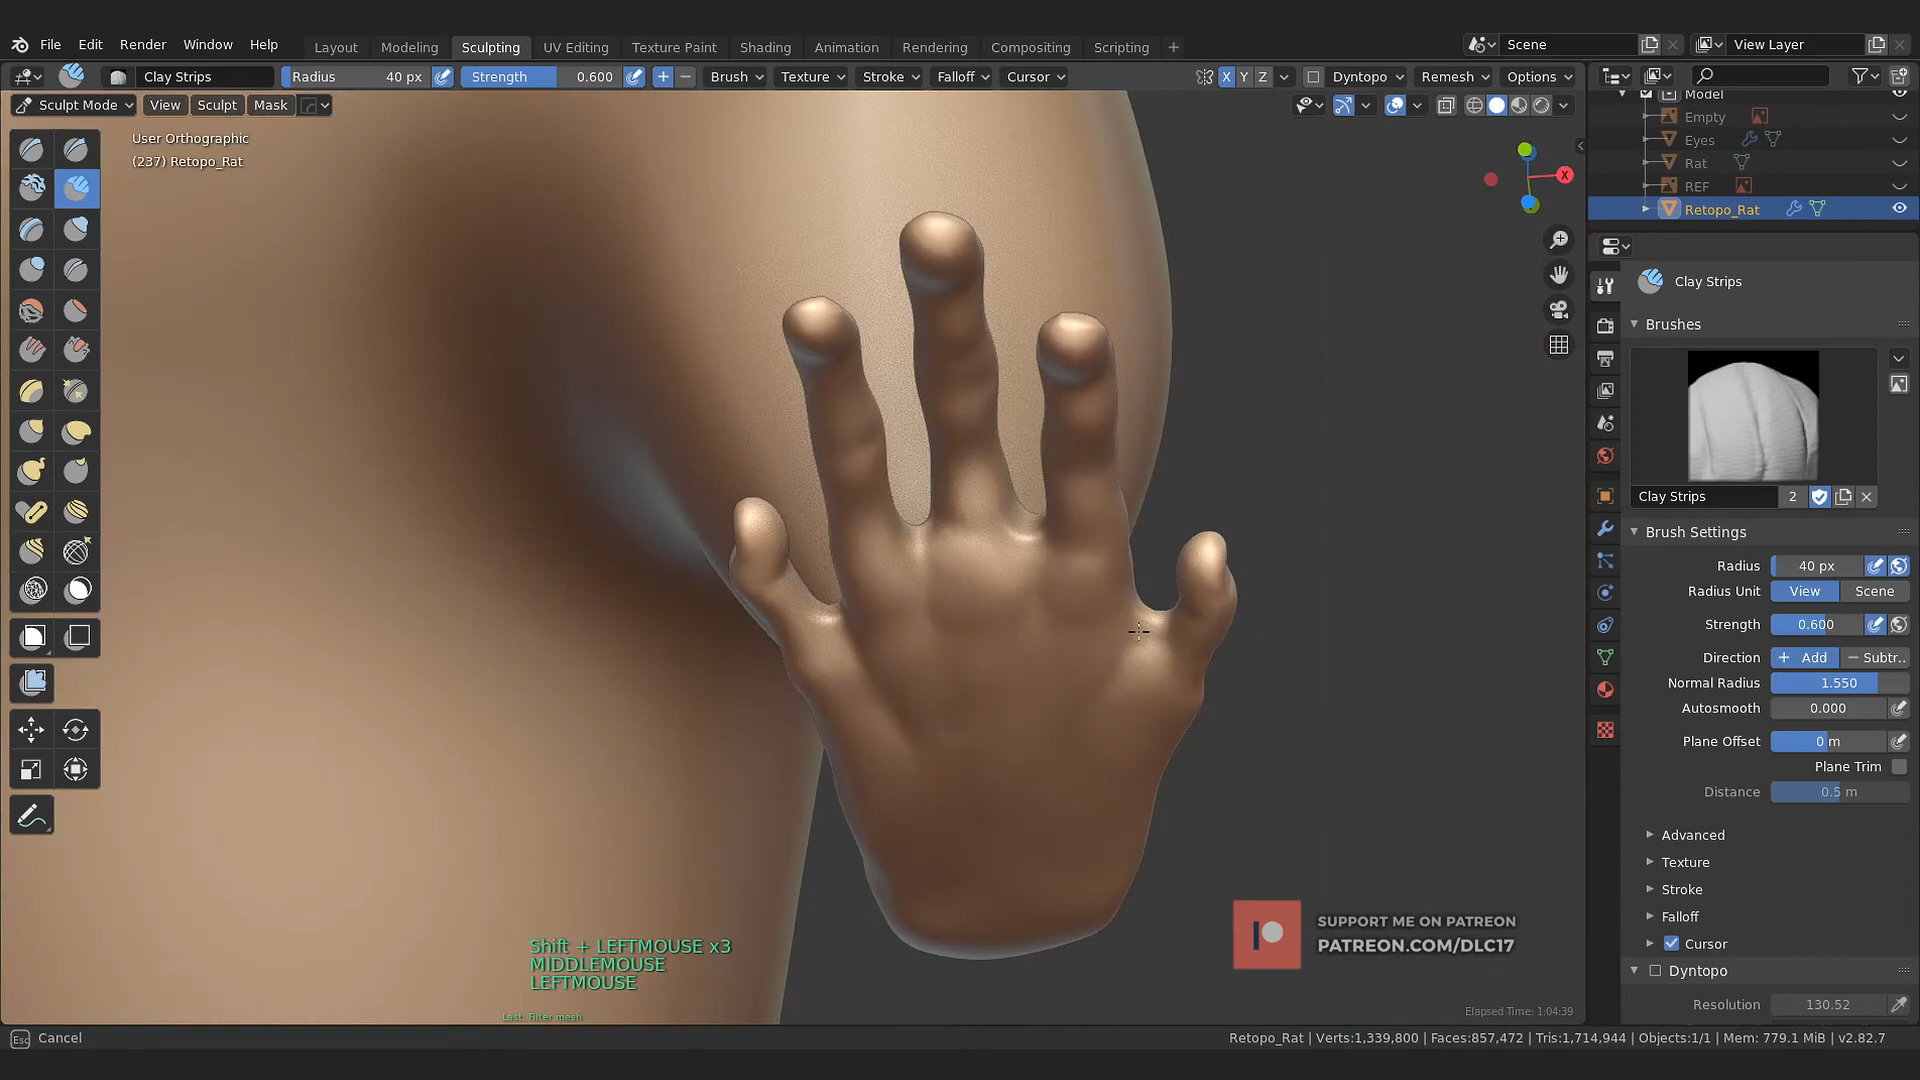 File Edit Render Window Help Layout Modeling Sculpting UV Editing Texture Paint Shading Animation Rendering Compositing Scripting + Scene View Layer
Clay Strips Radius 40 px Strength 0.600 Brush Texture Stroke Falloff Cursor X Y Z Dyntopo Remesh Options
Sculpt Mode View Sculpt Mask
User Orthographic
(237) Retopo_Rat
X
Model
Empty
Eyes
Rat
REF
Retopo_Rat
Clay Strips
Brushes
Clay Strips 2
Brush Settings
Radius 40 px
Radius Unit View Scene
Strength 0.600
Direction + Add − Subtr..
Normal Radius 1.550
Autosmooth 0.000
Plane Offset 0 m
Plane Trim
Distance 0.5 m
Advanced
Texture
Stroke
Falloff
Cursor
Dyntopo
Resolution 130.52
SUPPORT ME ON PATREON
PATREON.COM/DLC17
Shift + LEFTMOUSE x3
MIDDLEMOUSE
LEFTMOUSE
Last: Filter mesh
Elapsed Time: 1:04:39
Esc Cancel
Retopo_Rat | Verts:1,339,800 | Faces:857,472 | Tris:1,714,944 | Objects:1/1 | Mem: 779.1 MiB | v2.82.7